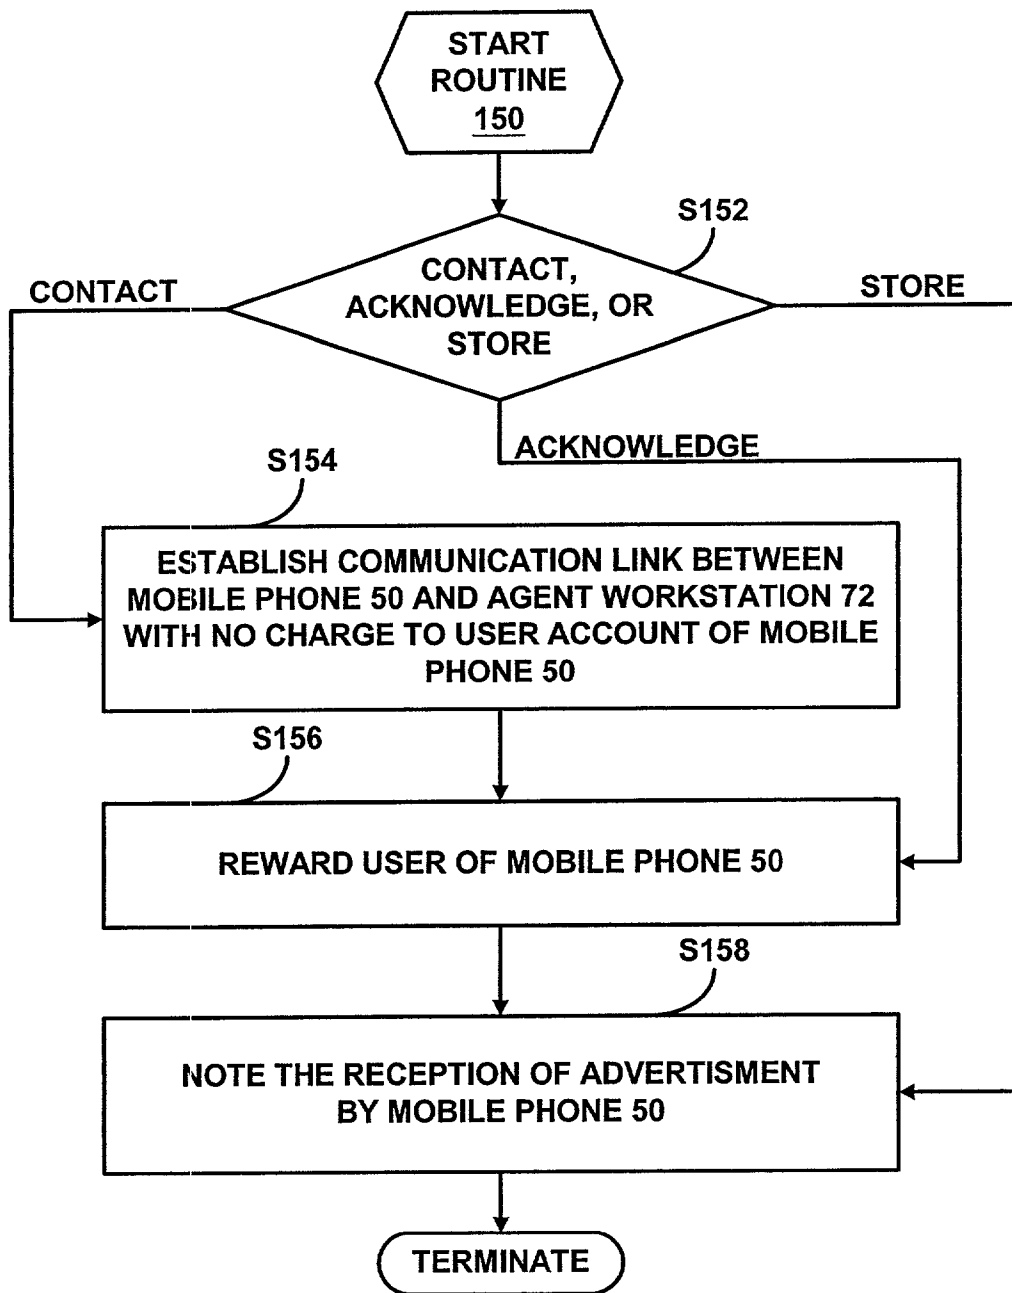 START
ROUTINE
150
S152
CONTACT,
ACKNOWLEDGE, OR
STORE
CONTACT
STORE
ACKNOWLEDGE
S154
ESTABLISH COMMUNICATION LINK BETWEEN
MOBILE PHONE 50 AND AGENT WORKSTATION 72
WITH NO CHARGE TO USER ACCOUNT OF MOBILE
PHONE 50
S156
REWARD USER OF MOBILE PHONE 50
S158
NOTE THE RECEPTION OF ADVERTISMENT
BY MOBILE PHONE 50
TERMINATE